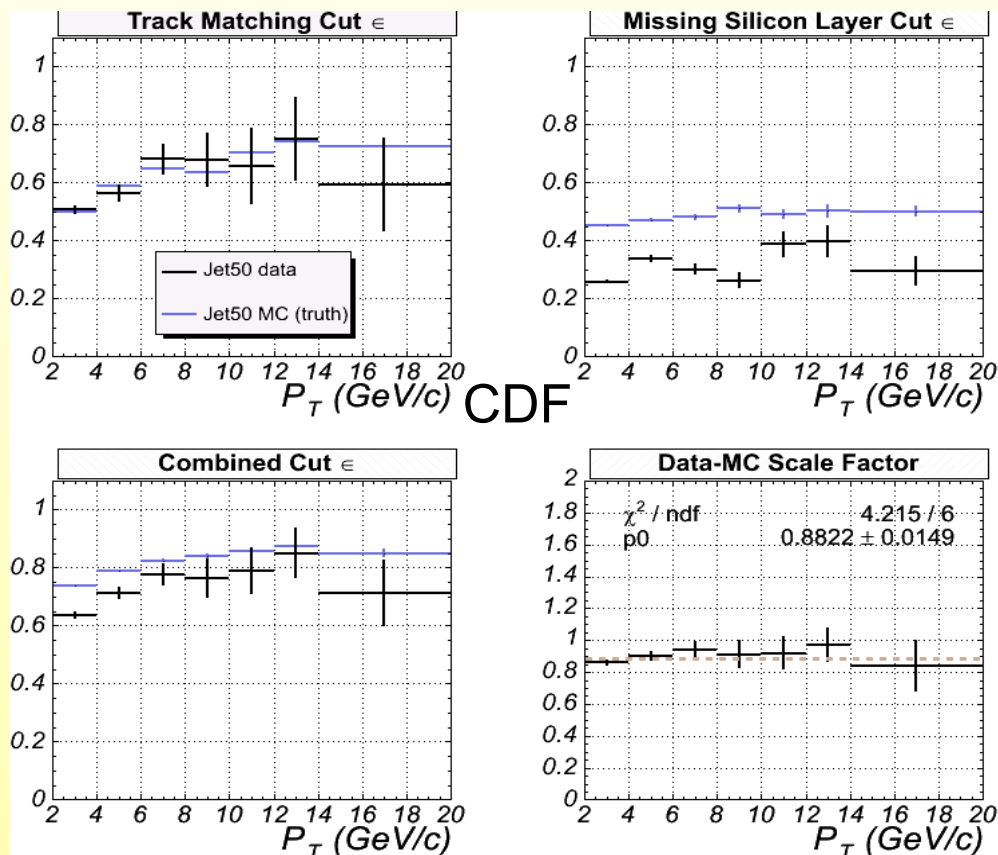 Track Matching Cut ∈
1
0.8
0.6
0.4
0.2
0
Jet50 data
Jet50 MC (truth)
2 4 6 8 10 12 14 16 18 20
P_T (GeV/c)
Missing Silicon Layer Cut ∈
1
0.8
0.6
0.4
0.2
0
2 4 6 8 10 12 14 16 18 20
P_T (GeV/c)
CDF
Combined Cut ∈
1
0.8
0.6
0.4
0.2
0
2 4 6 8 10 12 14 16 18 20
P_T (GeV/c)
Data-MC Scale Factor
2
1.8
1.6
1.4
1.2
1
0.8
0.6
0.4
0.2
0
χ² / ndf 4.215 / 6
p0 0.8822 ± 0.0149
2 4 6 8 10 12 14 16 18 20
P_T (GeV/c)